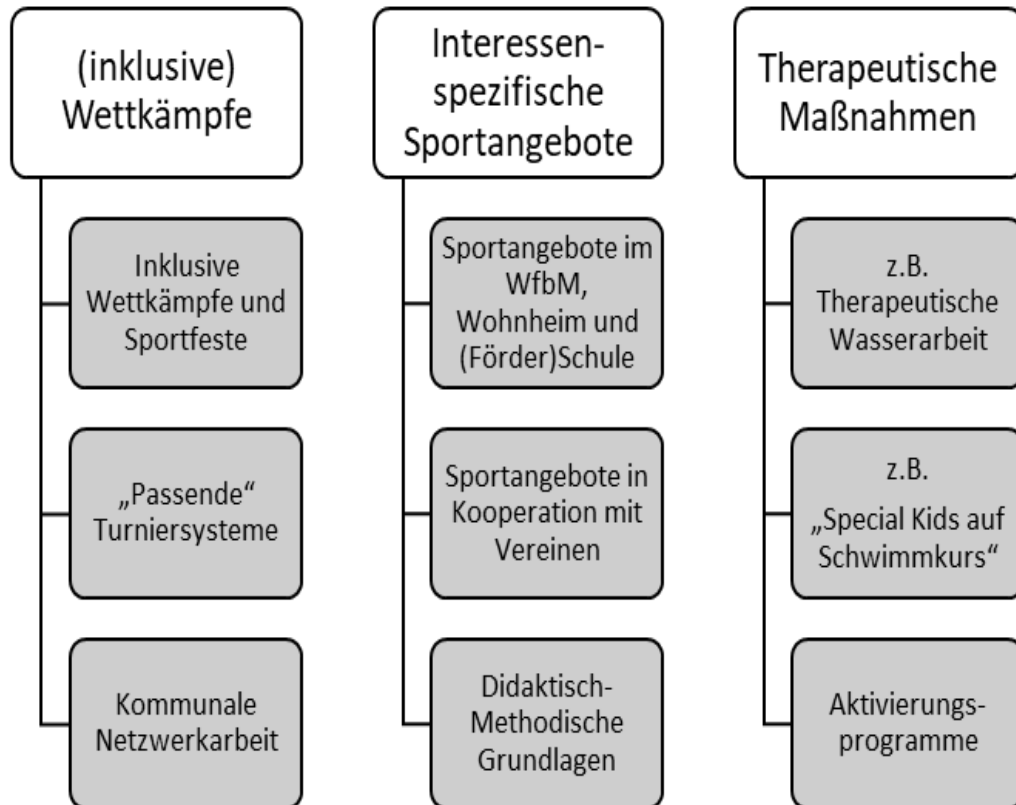 (inklusive)
Wettkämpfe
Inklusive
Wettkämpfe und
Sportfeste
„Passende“
Turniersysteme
Kommunale
Netzwerkarbeit
Interessen-
spezifische
Sportangebote
Sportangebote im
WfbM,
Wohnheim und
(Förder)Schule
Sportangebote in
Kooperation mit
Vereinen
Didaktisch-
Methodische
Grundlagen
Therapeutische
Maßnahmen
z.B.
Therapeutische
Wasserarbeit
z.B.
„Special Kids auf
Schwimmkurs“
Aktivierungs-
programme